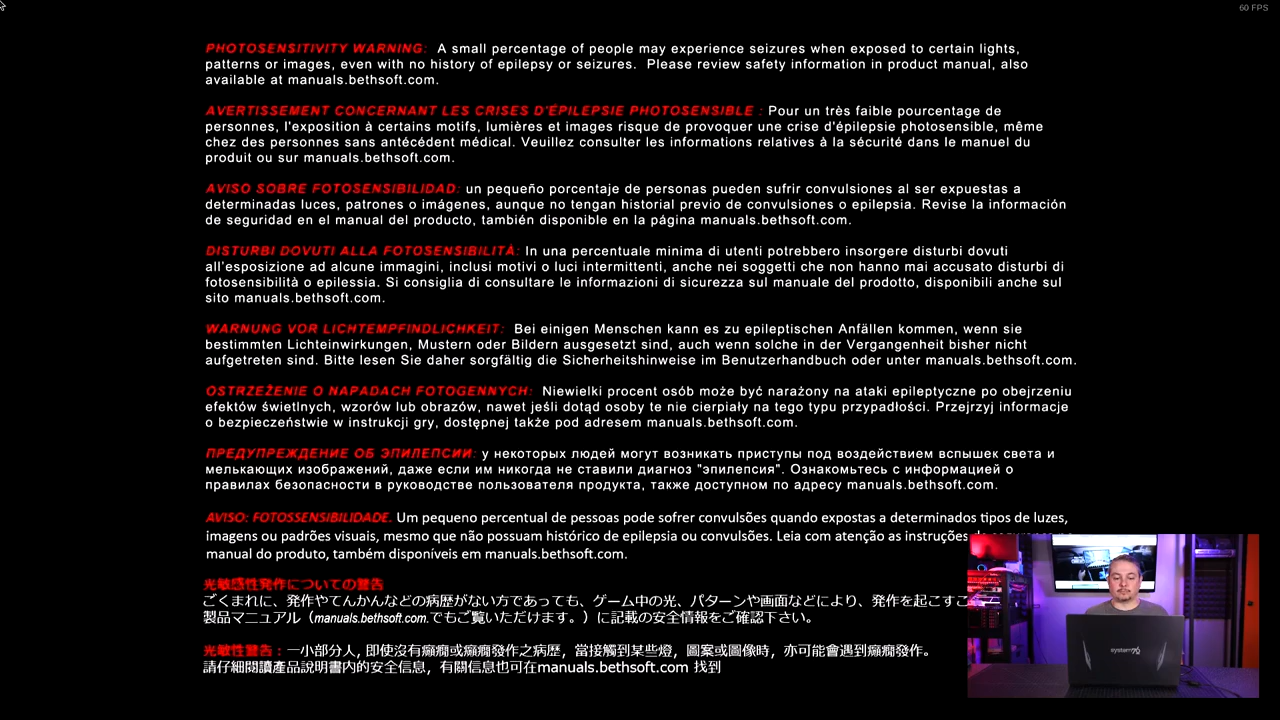 60 FPS
PHOTOSENSITIVITY WARNING: A small percentage of people may experience seizures when exposed to certain lights,
patterns or images, even with no history of epilepsy or seizures. Please review safety information in product manual, also
available at manuals.bethsoft.com.
AVERTISSEMENT CONCERNANT LES CRISES D'ÉPILEPSIE PHOTOSENSIBLE : Pour un très faible pourcentage de
personnes, l'exposition à certains motifs, lumières et images risque de provoquer une crise d'épilepsie photosensible, même
chez des personnes sans antécédent médical. Veuillez consulter les informations relatives à la sécurité dans le manuel du
produit ou sur manuals.bethsoft.com.
AVISO SOBRE FOTOSENSIBILIDAD: un pequeño porcentaje de personas pueden sufrir convulsiones al ser expuestas a
determinadas luces, patrones o imágenes, aunque no tengan historial previo de convulsiones o epilepsia. Revise la información
de seguridad en el manual del producto, también disponible en la página manuals.bethsoft.com.
DISTURBI DOVUTI ALLA FOTOSENSIBILITÀ: In una percentuale minima di utenti potrebbero insorgere disturbi dovuti
all'esposizione ad alcune immagini, inclusi motivi o luci intermittenti, anche nei soggetti che non hanno mai accusato disturbi di
fotosensibilità o epilessia. Si consiglia di consultare le informazioni di sicurezza sul manuale del prodotto, disponibili anche sul
sito manuals.bethsoft.com.
WARNUNG VOR LICHTEMPFINDLICHKEIT: Bei einigen Menschen kann es zu epileptischen Anfällen kommen, wenn sie
bestimmten Lichteinwirkungen, Mustern oder Bildern ausgesetzt sind, auch wenn solche in der Vergangenheit bisher nicht
aufgetreten sind. Bitte lesen Sie daher sorgfältig die Sicherheitshinweise im Benutzerhandbuch oder unter manuals.bethsoft.com.
OSTRZEŻENIE O NAPADACH FOTOGENNYCH: Niewielki procent osób może być narażony na ataki epileptyczne po obejrzeniu
efektów świetlnych, wzorów lub obrazów, nawet jeśli dotąd osoby te nie cierpiały na tego typu przypadłości. Przejrzyj informacje
o bezpieczeństwie w instrukcji gry, dostępnej także pod adresem manuals.bethsoft.com.
ПРЕДУПРЕЖДЕНИЕ ОБ ЭПИЛЕПСИИ: у некоторых людей могут возникать приступы под воздействием вспышек света и
мелькающих изображений, даже если им никогда не ставили диагноз "эпилепсия". Ознакомьтесь с информацией о
правилах безопасности в руководстве пользователя продукта, также доступном по адресу manuals.bethsoft.com.
AVISO: FOTOSSENSIBILIDADE. Um pequeno percentual de pessoas pode sofrer convulsões quando expostas a determinados tipos de luzes,
imagens ou padrões visuais, mesmo que não possuam histórico de epilepsia ou convulsões. Leia com atenção as instruções
manual do produto, também disponíveis em manuals.bethsoft.com.
光敏感性発作についての警告
ごくまれに、発作やてんかんなどの病歴がない方であっても、ゲーム中の光、パターンや画面などにより、発作を起こすこ
製品マニュアル（manuals.bethsoft.com.でもご覧いただけます。）に記載の安全情報をご確認下さい。
光敏性警告：一小部分人, 即使沒有癲癇或癲癇發作之病歷，當接觸到某些燈，圖案或圖像時，亦可能會遇到癲癇發作。
請仔細閱讀產品說明書内的安全信息，有關信息也可在manuals.bethsoft.com 找到
system76